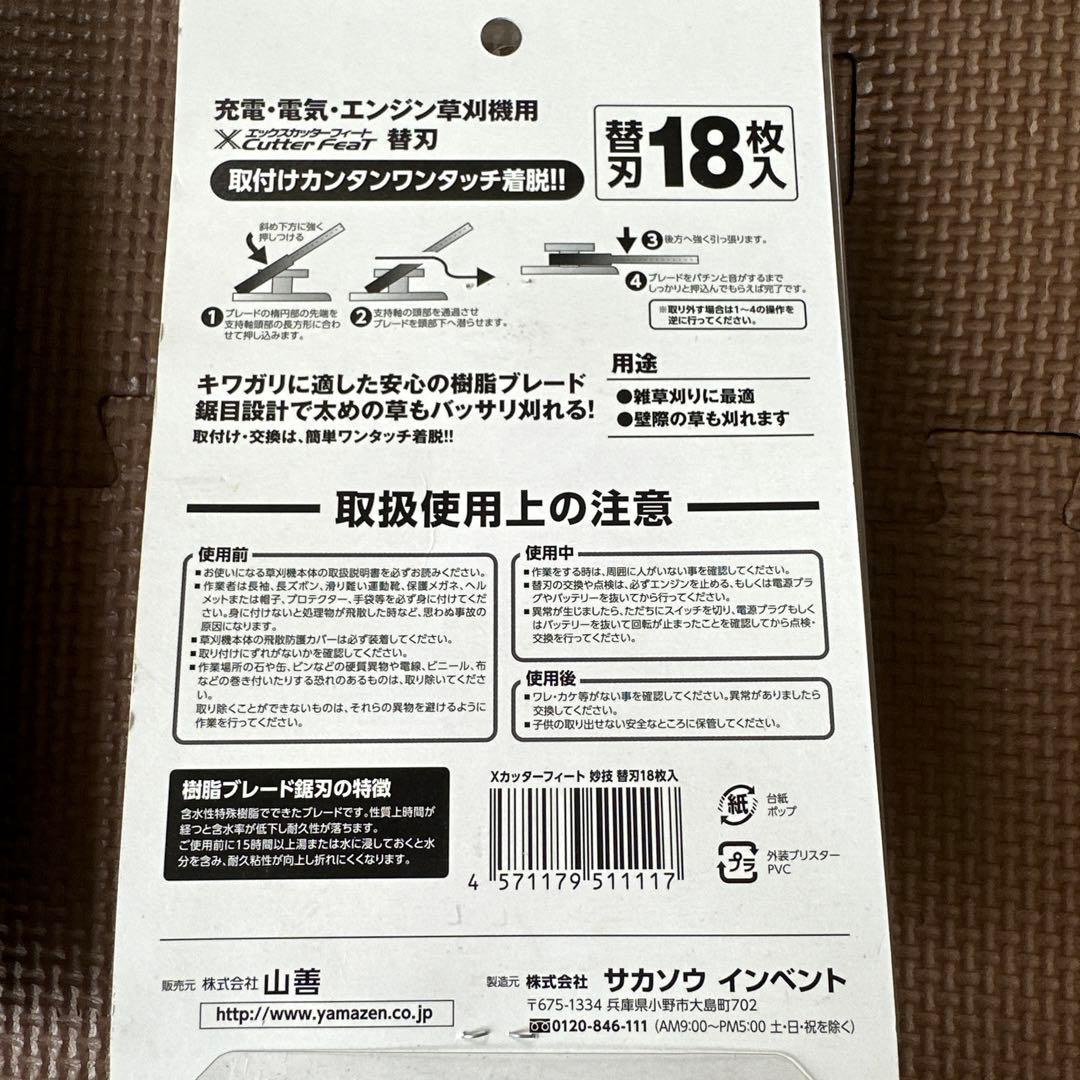 充電・電気・エンジン草刈機用
エックスカッターフィート
X Cutter FeaT 替刃
替刃18枚入
取付けカンタンワンタッチ着脱!!
斜め下方に強く
押しつける
①ブレードの楕円部の先端を
支持軸頭部の長方形に合わ
せて押し込みます。
②支持軸の頭部を通過させ
ブレードを頭部下へ潜らせます。
③後方へ強く引っ張ります。
④ブレードをパチンと音がするまで
しっかりと押込んでもらえば完了です。
※取り外す場合は1〜4の操作を
逆に行ってください。
キワガリに適した安心の樹脂ブレード
鋸目設計で太めの草もバッサリ刈れる!
取付け・交換は、簡単ワンタッチ着脱!!
用途
●雑草刈りに最適
●壁際の草も刈れます
取扱使用上の注意
使用前
■お使いになる草刈機本体の取扱説明書を必ずお読みください。
■作業者は長袖、長ズボン、滑り難い運動靴、保護メガネ、ヘル
メットまたは帽子、プロテクター、手袋等を必ず身に付けてくだ
さい。身に付けないと処理物が飛散した時など、思わぬ事故の
原因になります。
■草刈機本体の飛散防護カバーは必ず装着してください。
■取り付けにずれがないかを確認してください。
■作業場所の石や缶、ビンなどの硬質異物や電線、ビニール、布
などの巻き付いたりする恐れのあるものは、取り除いてくださ
い。
取り除くことができないものは、それらの異物を避けるように
作業を行ってください。
使用中
■作業をする時は、周囲に人がいない事を確認してください。
■替刃の交換や点検は、必ずエンジンを止める、もしくは電源プラ
グやバッテリーを抜いてから行ってください。
■異常が生じましたら、ただちにスイッチを切り、電源プラグもしく
はバッテリーを抜いて回転が止まったことを確認してから点検・
交換を行ってください。
使用後
■ワレ・カケ等がない事を確認してください。異常がありましたら
交換してください。
■子供の取り出せない安全なところに保管してください。
樹脂ブレード鋸刃の特徴
含水性特殊樹脂でできたブレードです。性質上時間が
経つと含水率が低下し耐久性が落ちます。
ご使用前に15時間以上湯または水に浸しておくと水
分を含み、耐久粘性が向上し折れにくくなります。
Xカッターフィート 妙技 替刃18枚入
4 571179 511117
紙
台紙
ポップ
プラ
外装ブリスター
PVC
販売元 株式会社 山善
http://www.yamazen.co.jp
製造元 株式会社 サカソウ インベント
〒675-1334 兵庫県小野市大島町702
0120-846-111 (AM9:00〜PM5:00 土・日・祝を除く)